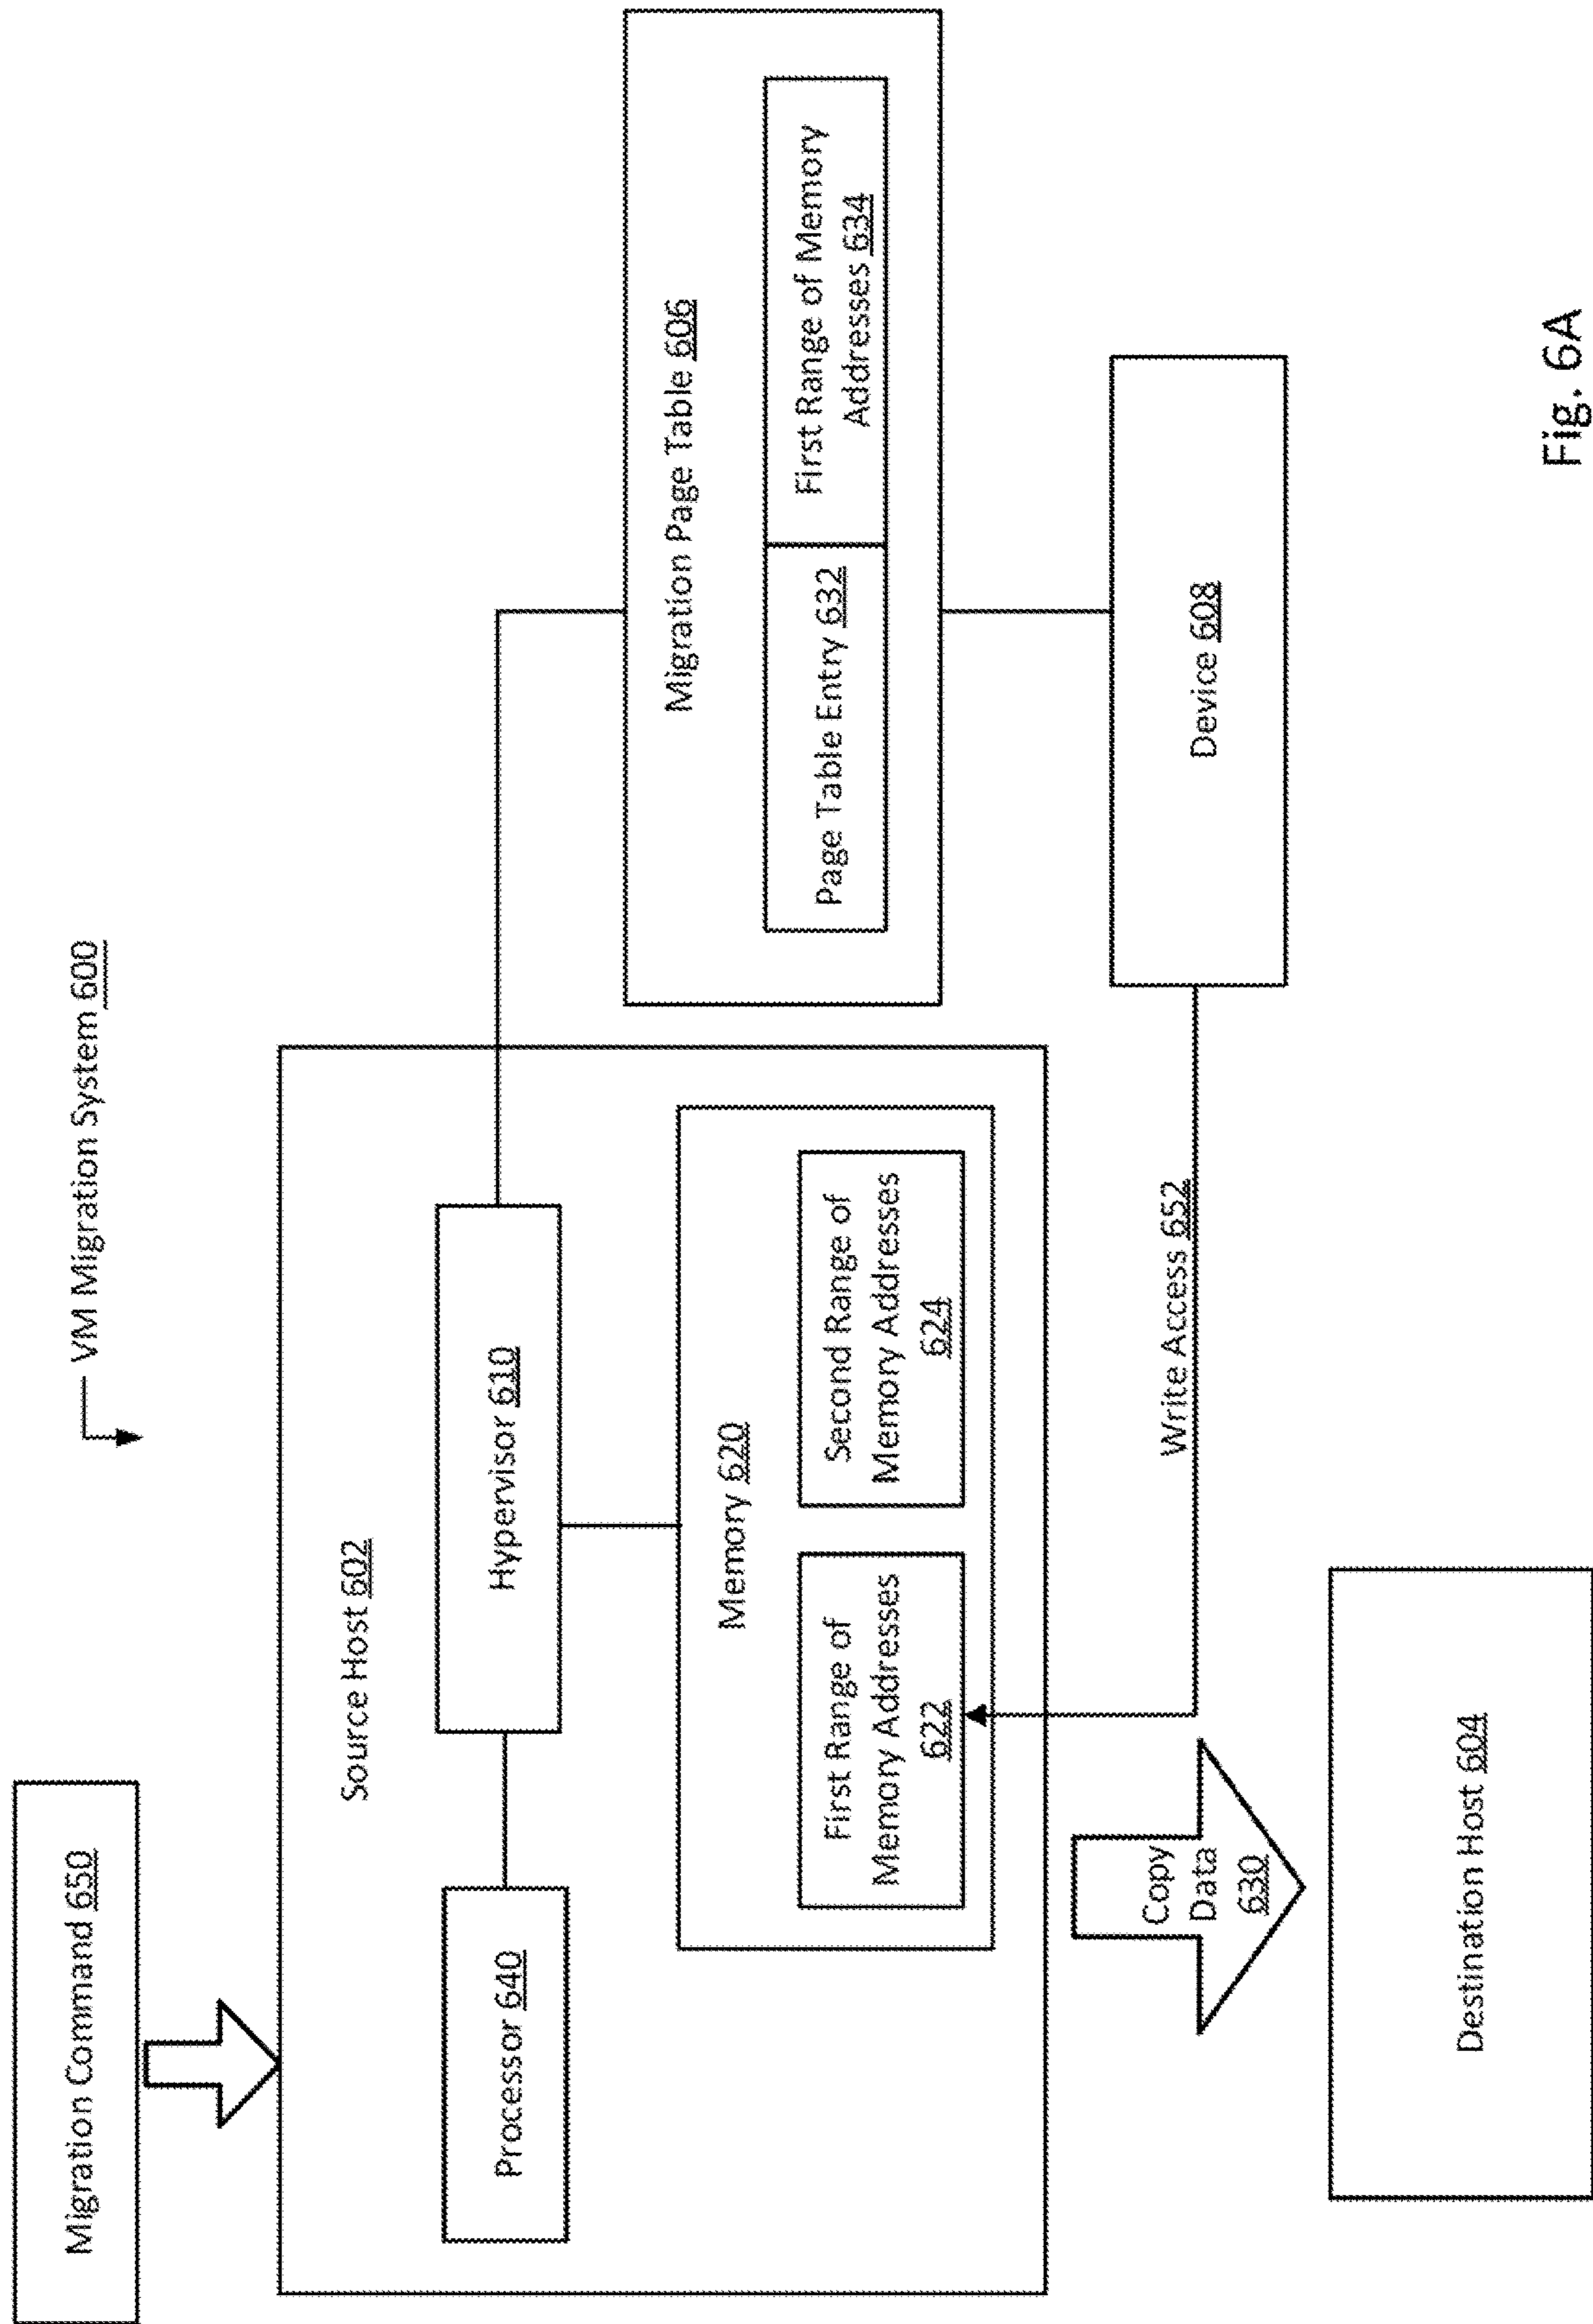 VM Migration System 600
Migration Command 650
Source Host 602
Processor 640
Hypervisor 610
Memory 620
First Range of
Memory Addresses
622
Second Range of
Memory Addresses
624
Migration Page Table 606
Page Table Entry 632
First Range of Memory
Addresses 634
Copy
Data
630
Write Access 652
Device 608
Destination Host 604
Fig. 6A